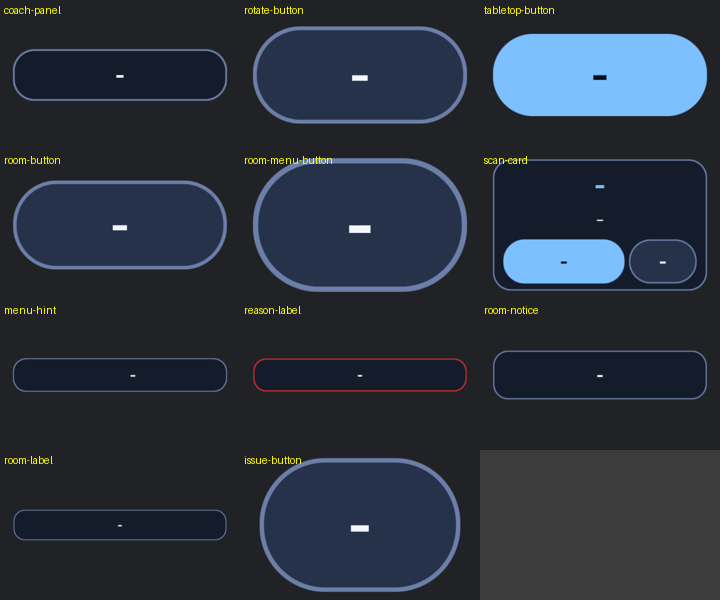 coach-panel
-
rotate-button
-
tabletop-button
-
room-button
-
room-menu-button
-
scan-card
-
-
-
-
menu-hint
-
reason-label
-
room-notice
-
room-label
-
issue-button
-